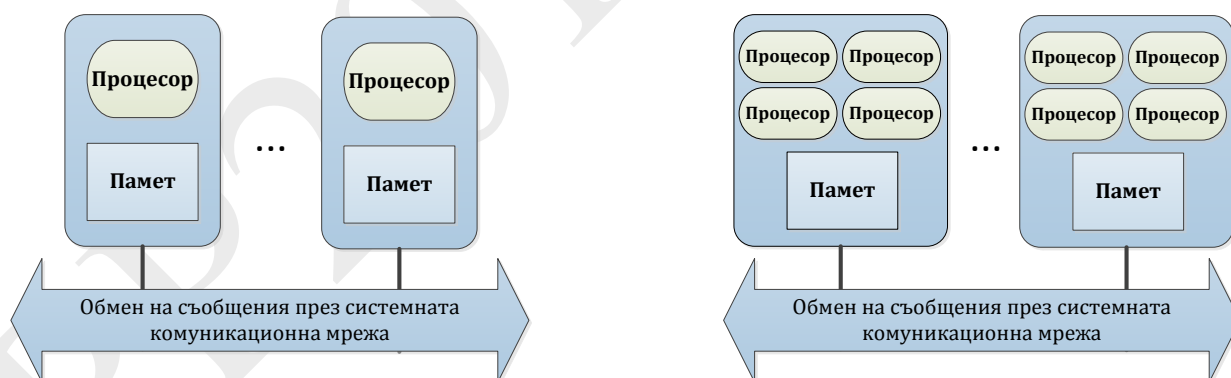 Процесор
Памет
...
Процесор
Памет
Обмен на съобщения през системната
комуникационна мрежа
Процесор Процесор
Процесор Процесор
Памет
...
Процесор Процесор
Процесор Процесор
Памет
Обмен на съобщения през системната
комуникационна мрежа